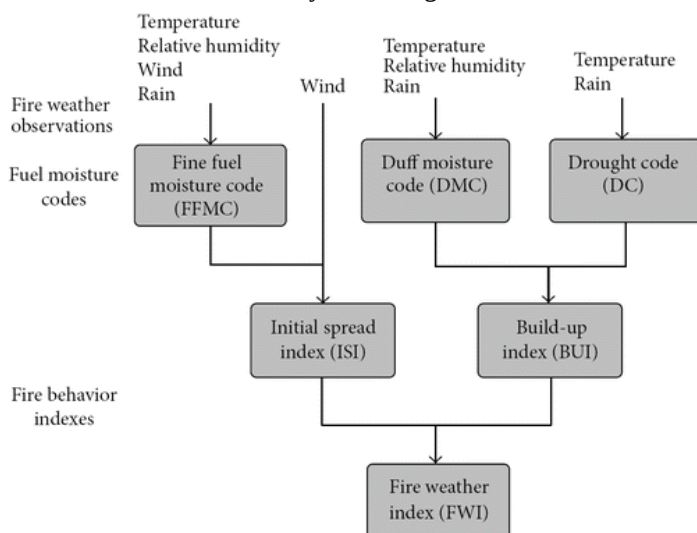 Temperature
Relative humidity
Wind
Rain
Wind
Temperature
Relative humidity
Rain
Temperature
Rain
Fire weather
observations
Fuel moisture
codes
Fine fuel
moisture code
(FFMC)
Duff moisture
code (DMC)
Drought code
(DC)
Initial spread
index (ISI)
Build-up
index (BUI)
Fire behavior
indexes
Fire weather
index (FWI)